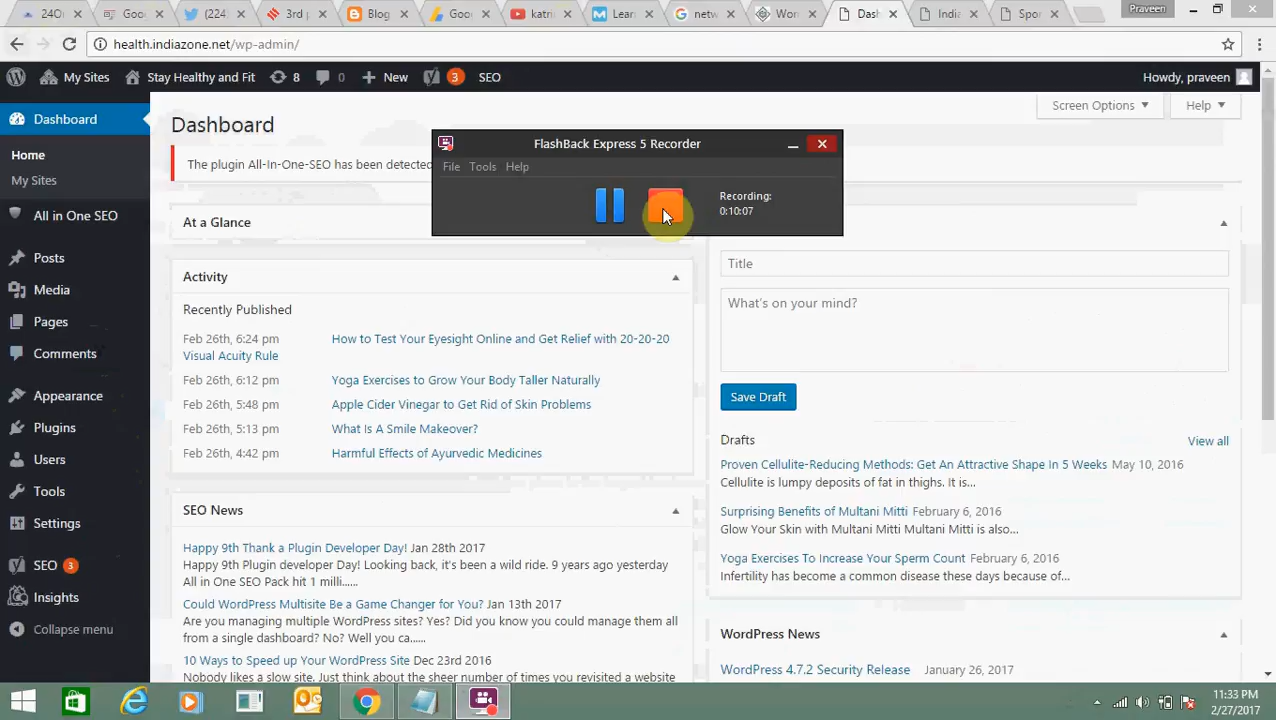 24O
Goo
(224
3rd p
Blog
Goo
katri
Learn
netw
Wor
Dash
India
Spor
Praveen
health.indiazone.net/wp-admin/
My Sites
Stay Healthy and Fit
8
0
New
3
SEO
Howdy, praveen
Dashboard
Home
My Sites
All in One SEO
Posts
Media
Pages
Comments
Appearance
Plugins
Users
Tools
Settings
SEO 3
Insights
Collapse menu
Screen Options
Help
Dashboard
The plugin All-In-One-SEO has been detected
FlashBack Express 5 Recorder
File Tools Help
Recording:
0:10:07
At a Glance
Activity
Recently Published
Feb 26th, 6:24 pm How to Test Your Eyesight Online and Get Relief with 20-20-20
Visual Acuity Rule
Feb 26th, 6:12 pm Yoga Exercises to Grow Your Body Taller Naturally
Feb 26th, 5:48 pm Apple Cider Vinegar to Get Rid of Skin Problems
Feb 26th, 5:13 pm What Is A Smile Makeover?
Feb 26th, 4:42 pm Harmful Effects of Ayurvedic Medicines
SEO News
Happy 9th Thank a Plugin Developer Day! Jan 28th 2017
Happy 9th Plugin developer Day! Looking back, it's been a wild ride. 9 years ago yesterday
All in One SEO Pack hit 1 milli......
Could WordPress Multisite Be a Game Changer for You? Jan 13th 2017
Are you managing multiple WordPress sites? Yes? Did you know you could manage them all
from a single dashboard? No? Well you ca......
10 Ways to Speed up Your WordPress Site Dec 23rd 2016
Nobody likes a slow site. Just think about the sheer number of times you revisited a website
Title
What's on your mind?
Save Draft
Drafts
View all
Proven Cellulite-Reducing Methods: Get An Attractive Shape In 5 Weeks May 10, 2016
Cellulite is lumpy deposits of fat in thighs. It is...
Surprising Benefits of Multani Mitti February 6, 2016
Glow Your Skin with Multani Mitti Multani Mitti is also...
Yoga Exercises To Increase Your Sperm Count February 6, 2016
Infertility has become a common disease these days because of...
WordPress News
WordPress 4.7.2 Security Release January 26, 2017
11:33 PM
2/27/2017